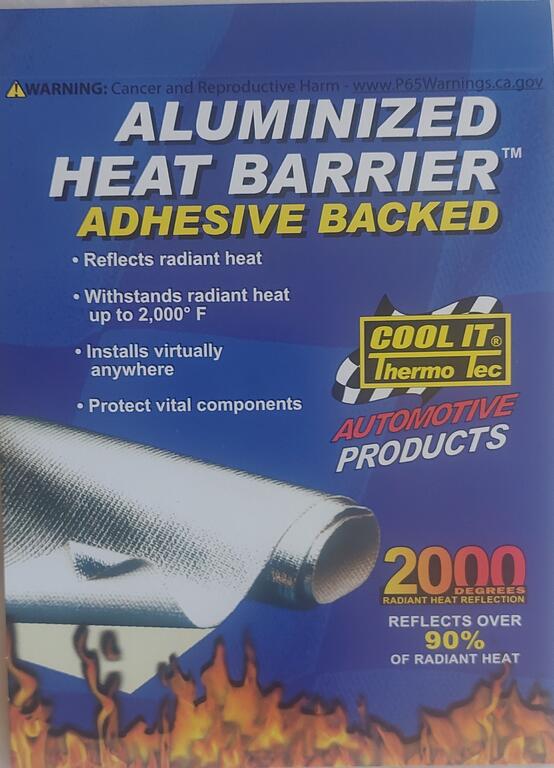 ⚠WARNING: Cancer and Reproductive Harm - www.P65Warnings.ca.gov
ALUMINIZED
HEAT BARRIER™
ADHESIVE BACKED
• Reflects radiant heat
• Withstands radiant heat
up to 2,000° F
• Installs virtually
anywhere
• Protect vital components
COOL IT®
Thermo Tec
AUTOMOTIVE
PRODUCTS
2000
DEGREES
RADIANT HEAT REFLECTION
REFLECTS OVER
90%
OF RADIANT HEAT